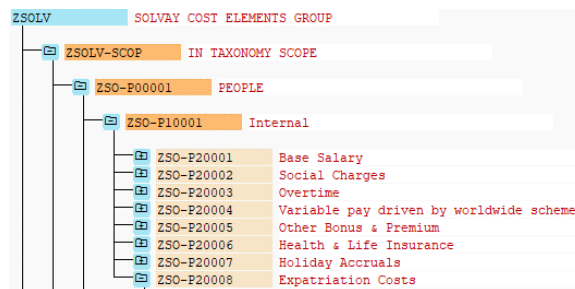 ZSOLV SOLVAY COST ELEMENTS GROUP
ZSOLV-SCOP IN TAXONOMY SCOPE
ZSO-P00001 PEOPLE
ZSO-P10001 Internal
ZSO-P20001 Base Salary
ZSO-P20002 Social Charges
ZSO-P20003 Overtime
ZSO-P20004 Variable pay driven by worldwide scheme
ZSO-P20005 Other Bonus & Premium
ZSO-P20006 Health & Life Insurance
ZSO-P20007 Holiday Accruals
ZSO-P20008 Expatriation Costs